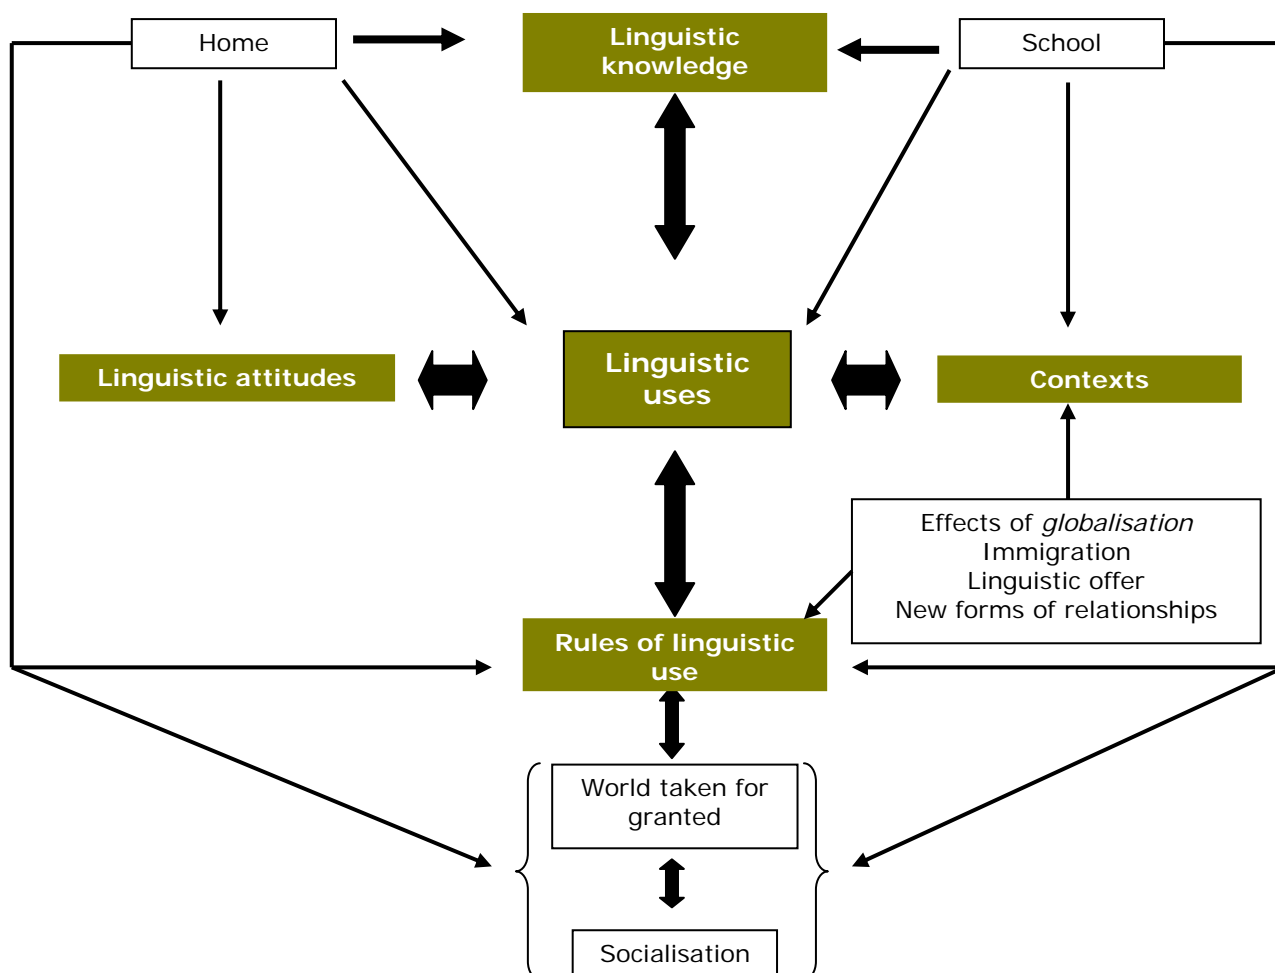 Home
Linguistic
knowledge
School
Linguistic attitudes
Linguistic
uses
Contexts
Effects of globalisation
Immigration
Linguistic offer
New forms of relationships
Rules of linguistic
use
World taken for
granted
Socialisation